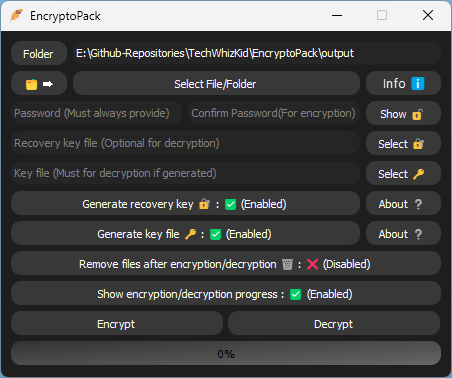 EncryptoPack
Folder E:\Github-Repositories\TechWhizKid\EncryptoPack\output
Select File/Folder Info
Password (Must always provide) Confirm Password(For encryption) Show
Recovery key file (Optional for decryption) Select
Key file (Must for decryption if generated) Select
Generate recovery key : (Enabled) About ?
Generate key file : (Enabled) About ?
Remove files after encryption/decryption : (Disabled)
Show encryption/decryption progress : (Enabled)
Encrypt Decrypt
0%